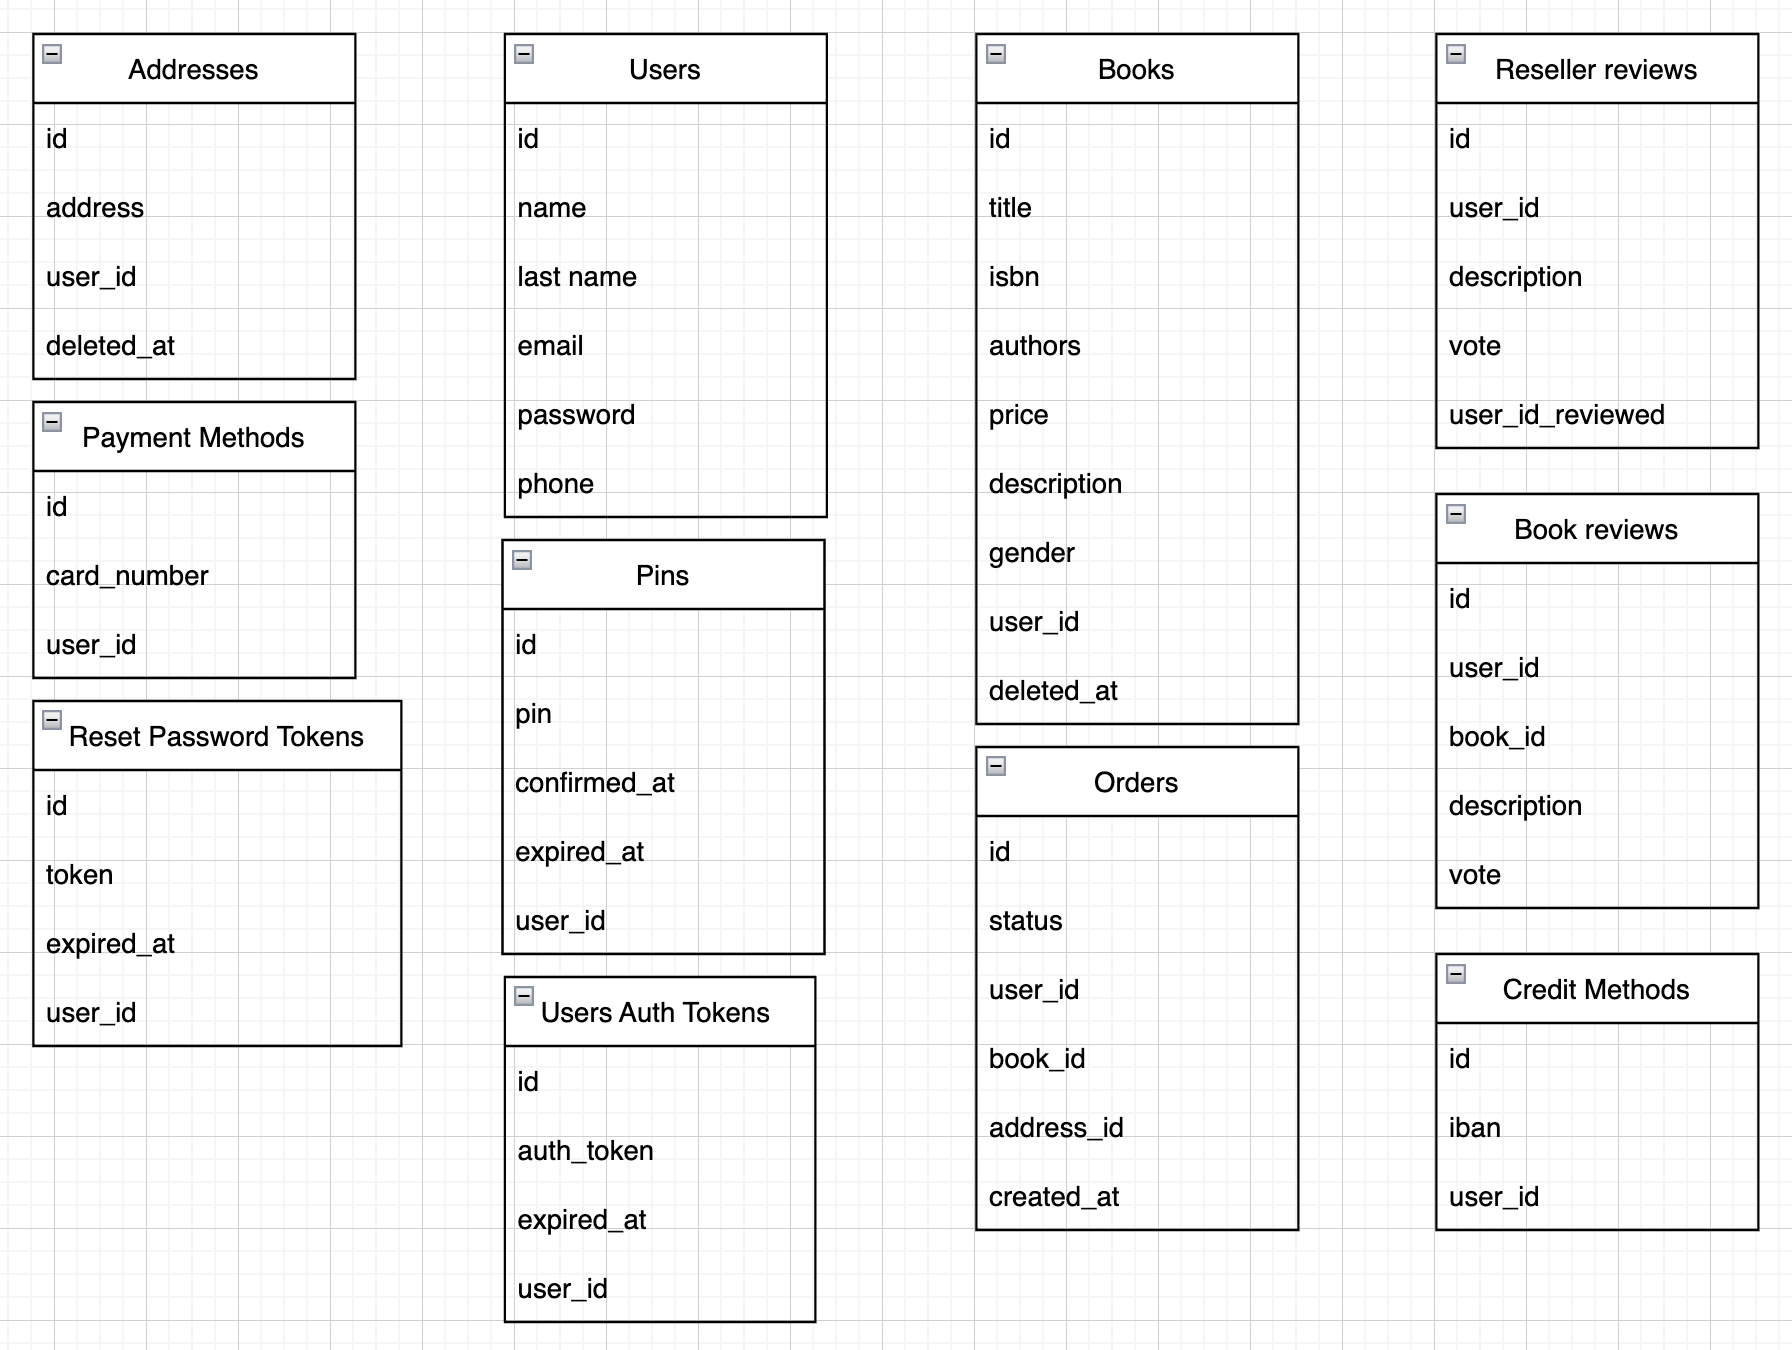 Addresses
id
address
user_id
deleted_at
Payment Methods
id
card_number
user_id
Reset Password Tokens
id
token
expired_at
user_id
Users
id
name
last name
email
password
phone
Pins
id
pin
confirmed_at
expired_at
user_id
Users Auth Tokens
id
auth_token
expired_at
user_id
Books
id
title
isbn
authors
price
description
gender
user_id
deleted_at
Orders
id
status
user_id
book_id
address_id
created_at
Reseller reviews
id
user_id
description
vote
user_id_reviewed
Book reviews
id
user_id
book_id
description
vote
Credit Methods
id
iban
user_id